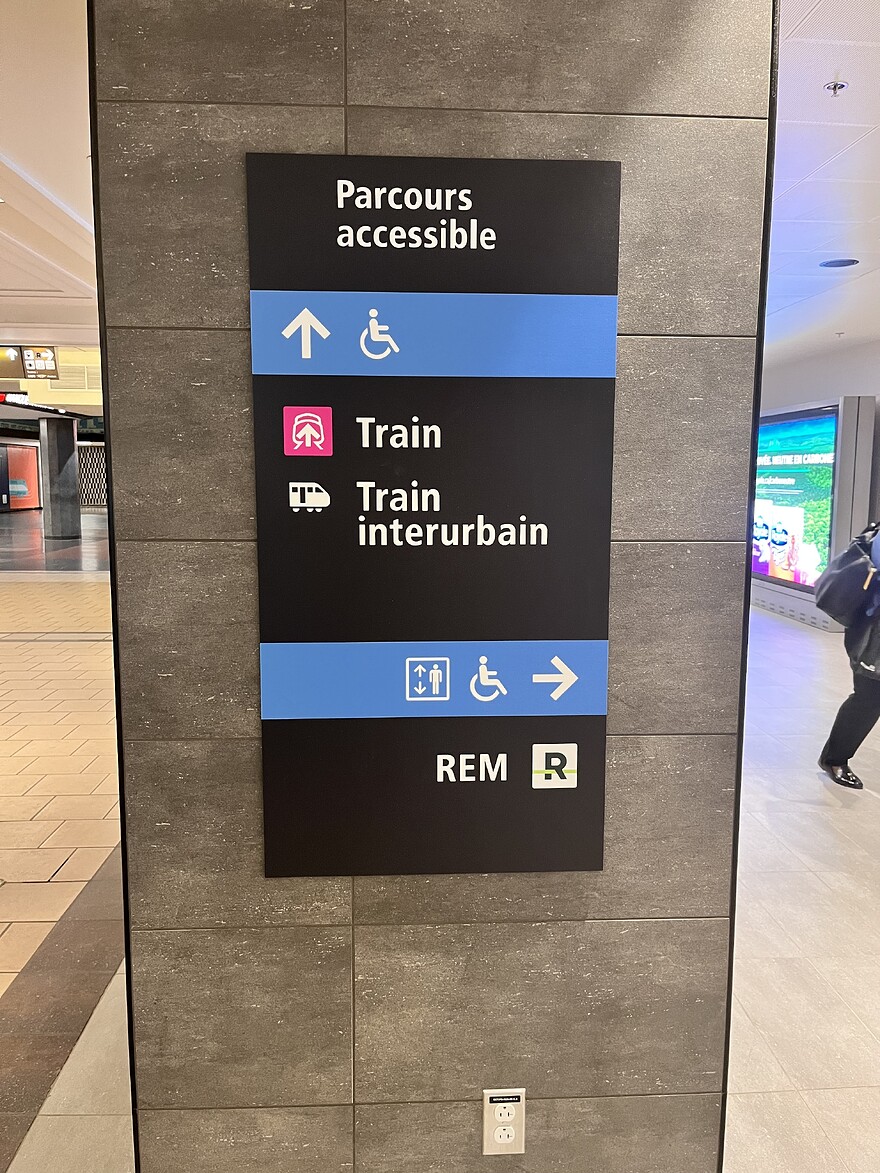 Parcours
accessible
Train
Train
interurbain
REM R